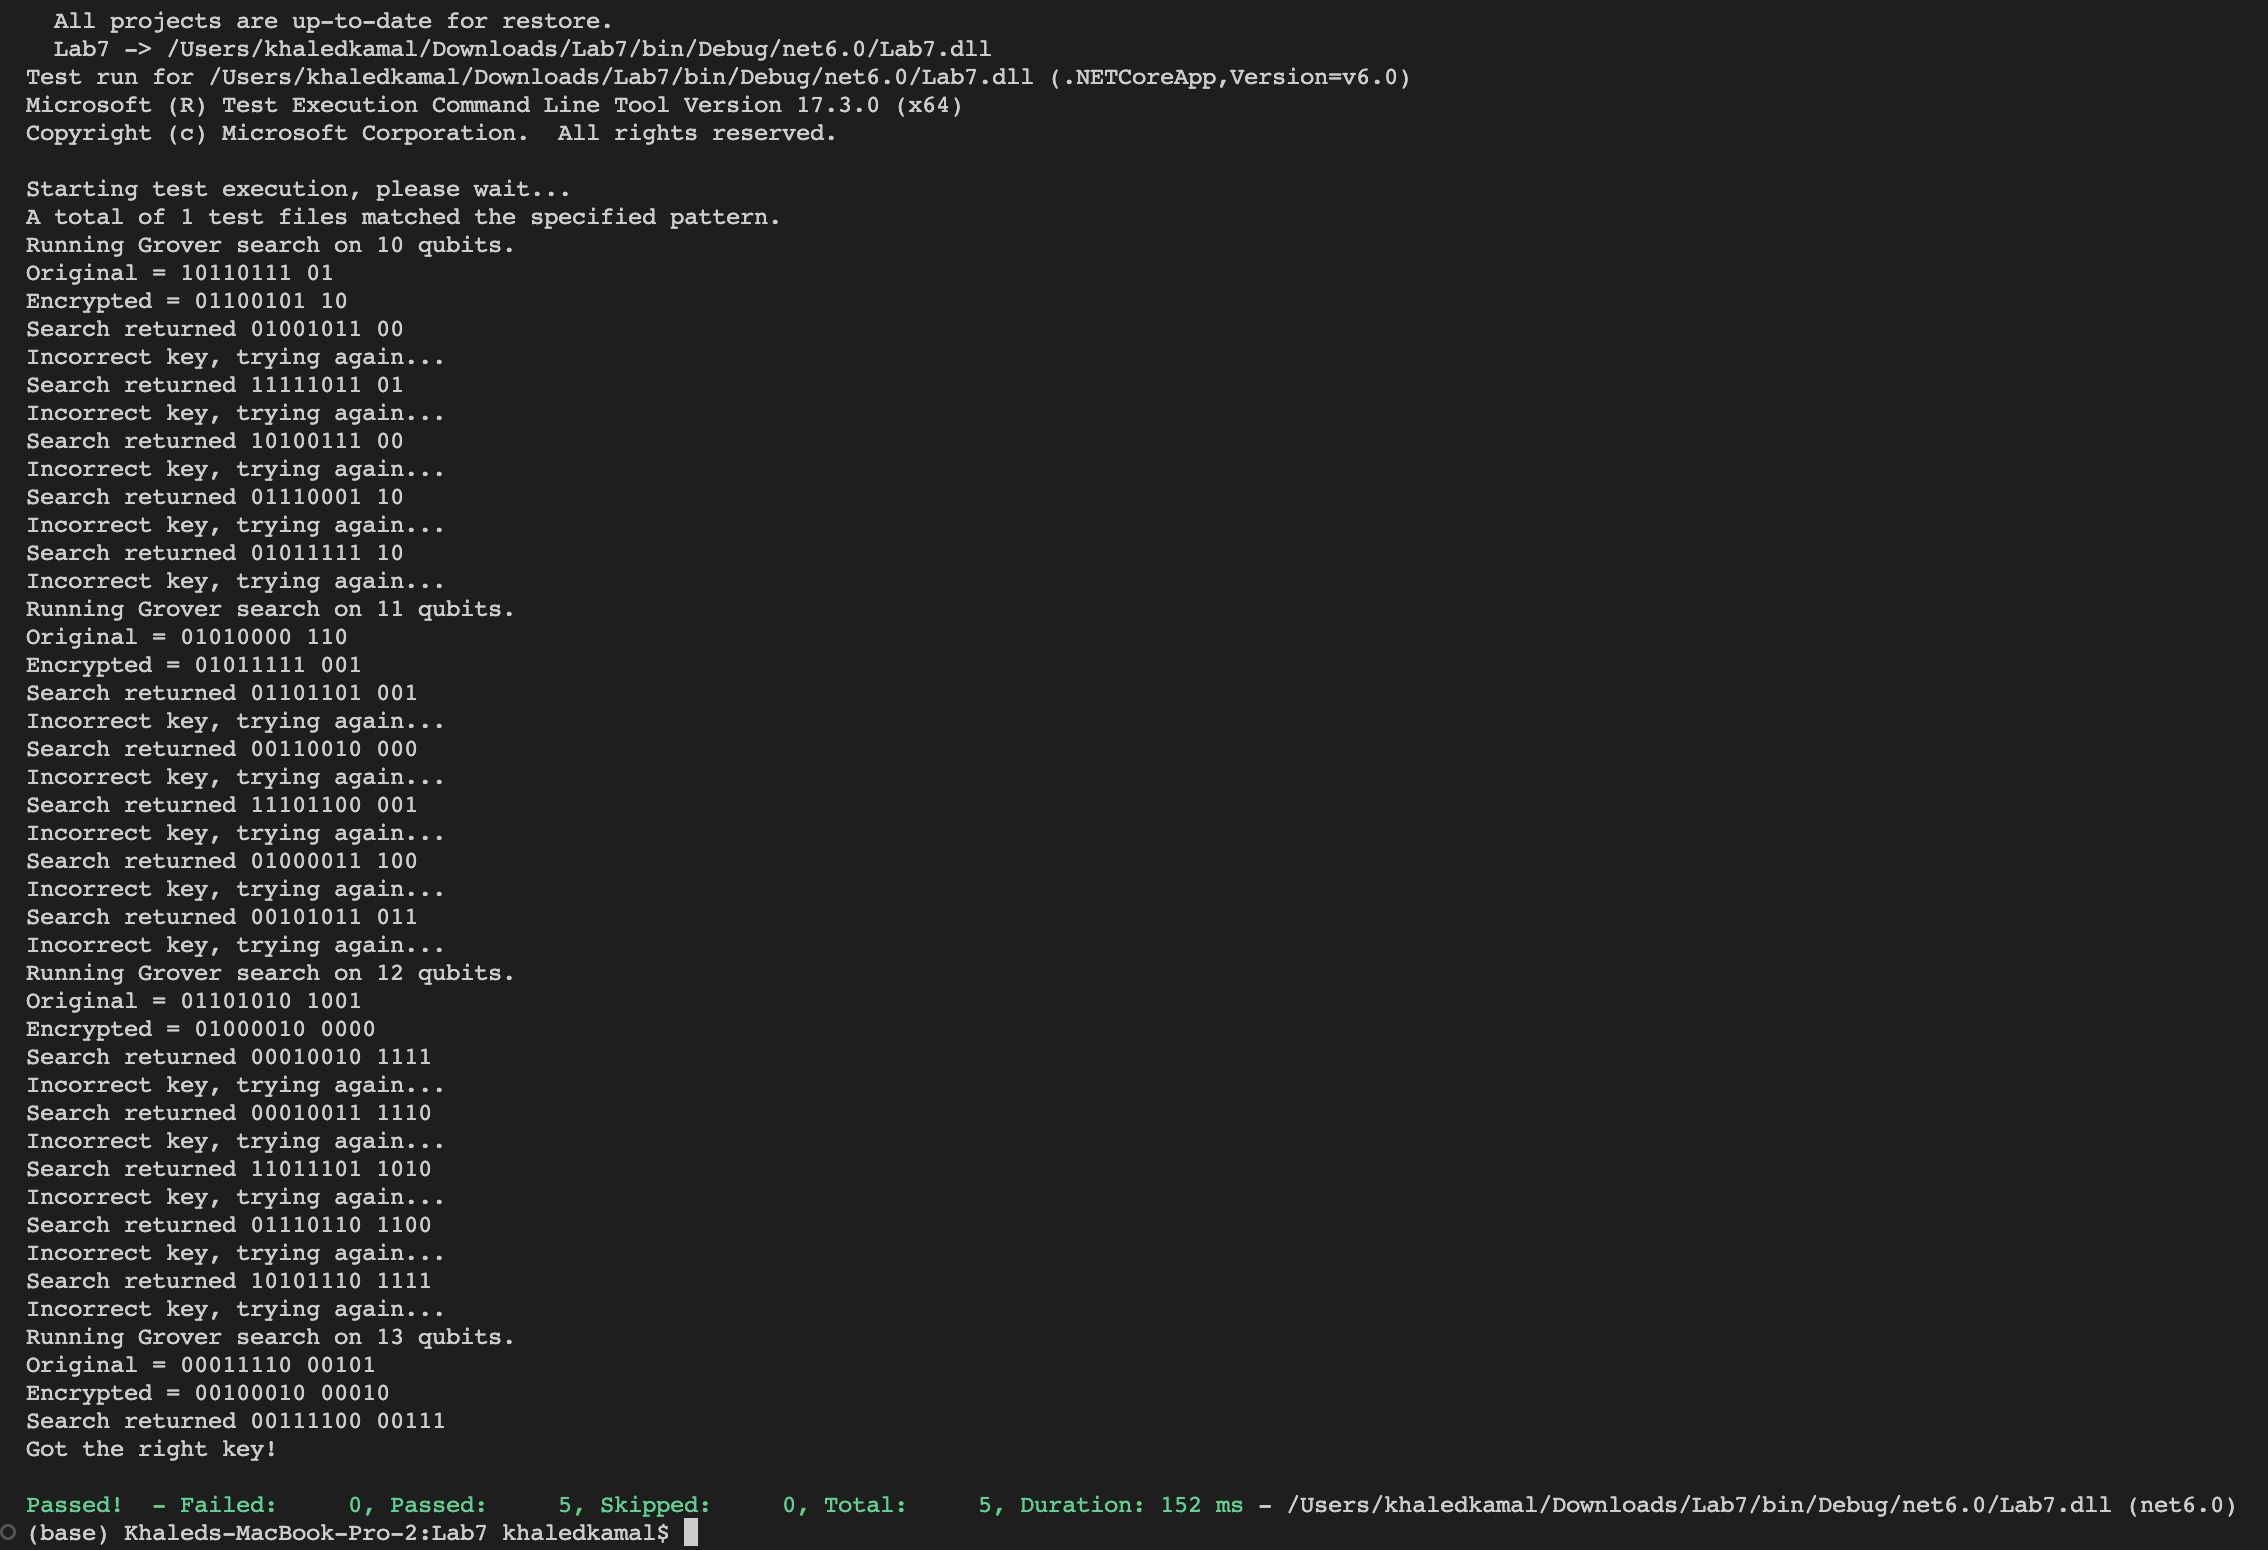 All projects are up-to-date for restore.
Lab7 -> /Users/khaledkamal/Downloads/Lab7/bin/Debug/net6.0/Lab7.dll
Test run for /Users/khaledkamal/Downloads/Lab7/bin/Debug/net6.0/Lab7.dll (.NETCoreApp,Version=v6.0)
Microsoft (R) Test Execution Command Line Tool Version 17.3.0 (x64)
Copyright (c) Microsoft Corporation.  All rights reserved.
Starting test execution, please wait...
A total of 1 test files matched the specified pattern.
Running Grover search on 10 qubits.
Original = 10110111 01
Encrypted = 01100101 10
Search returned 01001011 00
Incorrect key, trying again...
Search returned 11111011 01
Incorrect key, trying again...
Search returned 10100111 00
Incorrect key, trying again...
Search returned 01110001 10
Incorrect key, trying again...
Search returned 01011111 10
Incorrect key, trying again...
Running Grover search on 11 qubits.
Original = 01010000 110
Encrypted = 01011111 001
Search returned 01101101 001
Incorrect key, trying again...
Search returned 00110010 000
Incorrect key, trying again...
Search returned 11101100 001
Incorrect key, trying again...
Search returned 01000011 100
Incorrect key, trying again...
Search returned 00101011 011
Incorrect key, trying again...
Running Grover search on 12 qubits.
Original = 01101010 1001
Encrypted = 01000010 0000
Search returned 00010010 1111
Incorrect key, trying again...
Search returned 00010011 1110
Incorrect key, trying again...
Search returned 11011101 1010
Incorrect key, trying again...
Search returned 01110110 1100
Incorrect key, trying again...
Search returned 10101110 1111
Incorrect key, trying again...
Running Grover search on 13 qubits.
Original = 00011110 00101
Encrypted = 00100010 00010
Search returned 00111100 00111
Got the right key!
Passed!  - Failed:     0, Passed:     5, Skipped:     0, Total:     5, Duration: 152 ms - /Users/khaledkamal/Downloads/Lab7/bin/Debug/net6.0/Lab7.dll (net6.0)
(base) Khaleds-MacBook-Pro-2:Lab7 khaledkamal$